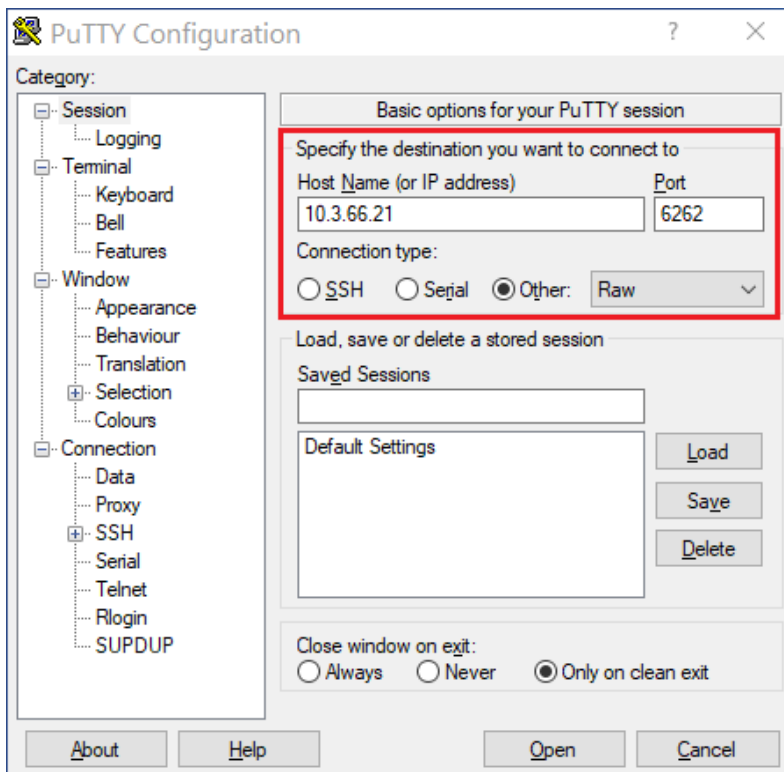 PuTTY Configuration ?
Category:
Session
Logging
Terminal
Keyboard
Bell
Features
Window
Appearance
Behaviour
Translation
Selection
Colours
Connection
Data
Proxy
SSH
Serial
Telnet
Rlogin
SUPDUP
Basic options for your PuTTY session
Specify the destination you want to connect to
Host Name (or IP address) Port
10.3.66.21 6262
Connection type:
SSH Serial Other: Raw
Load, save or delete a stored session
Saved Sessions
Default Settings
Load
Save
Delete
Close window on exit:
Always Never Only on clean exit
About Help Open Cancel